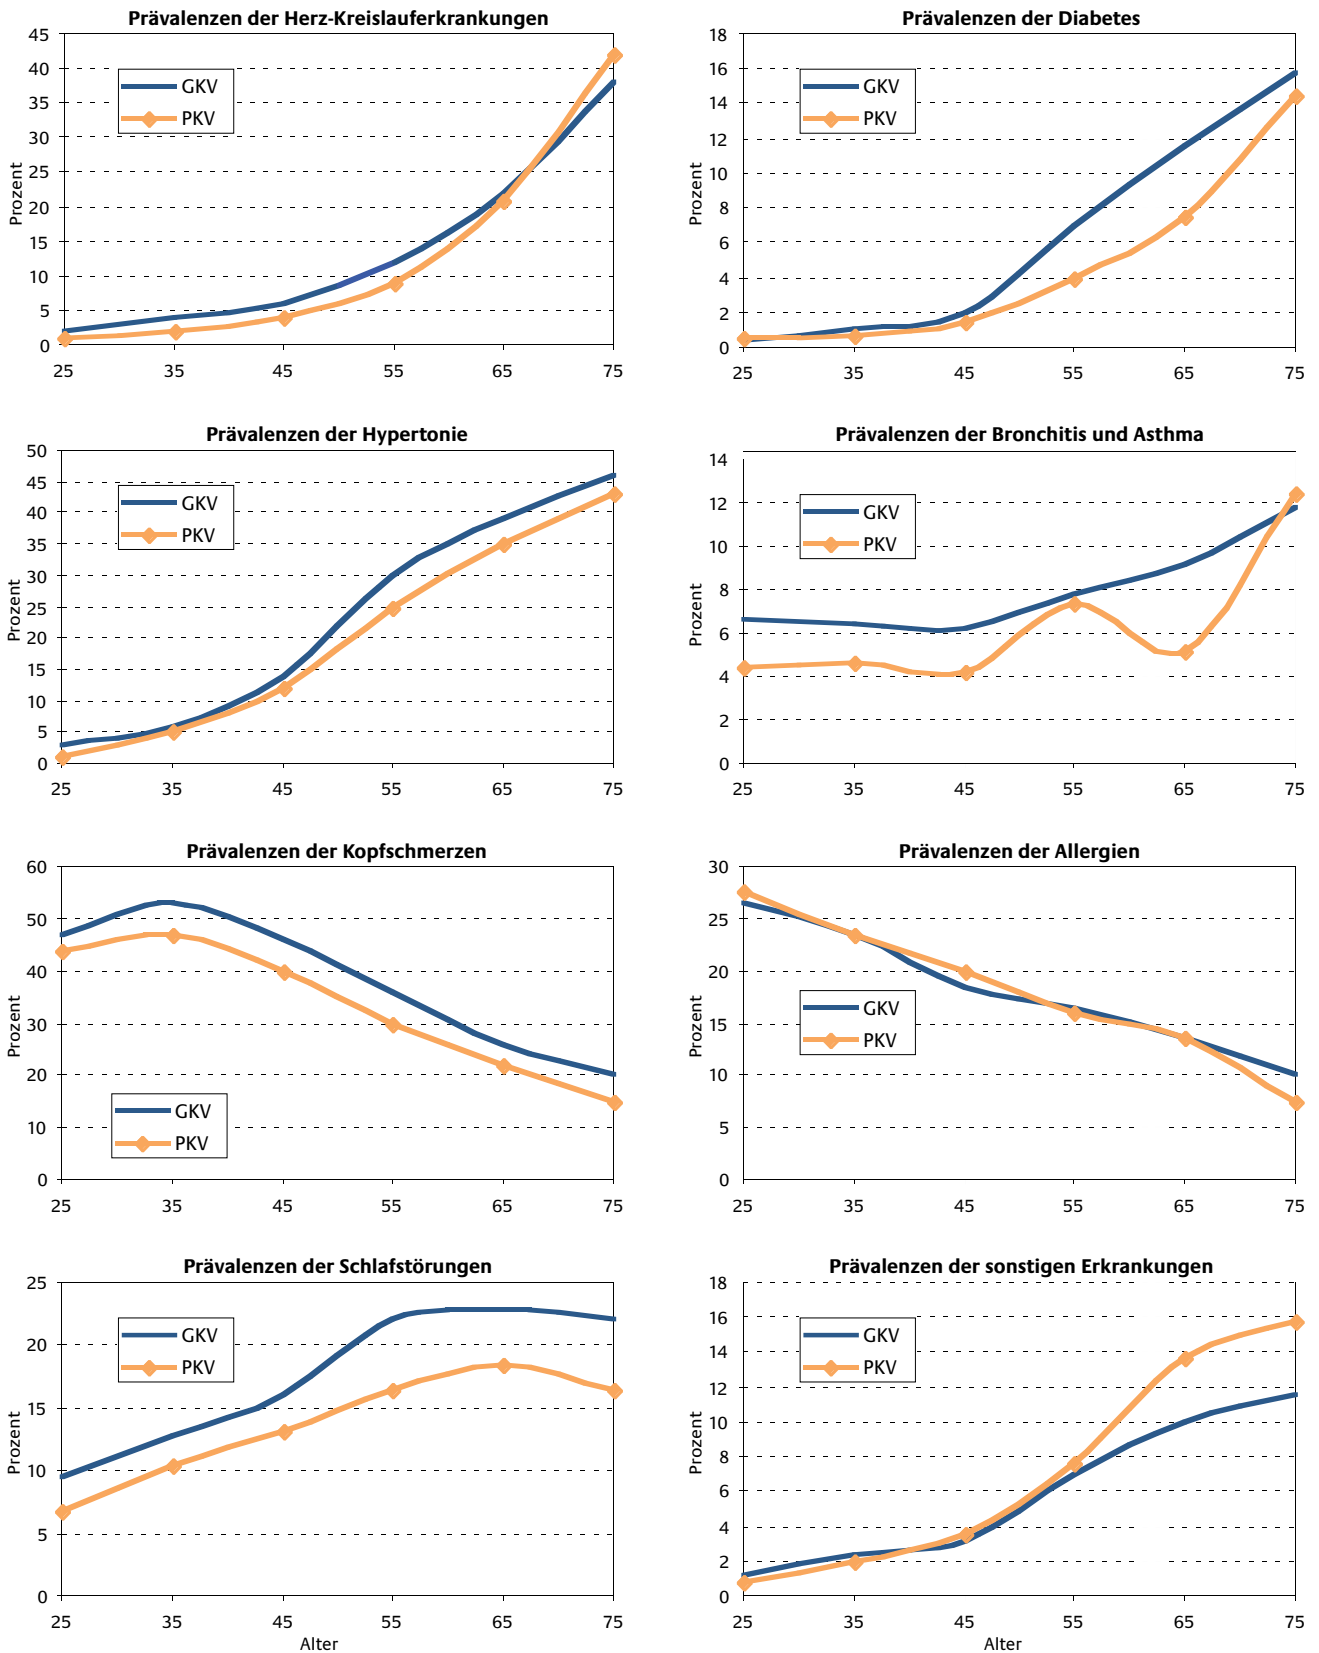 Prävalenzen der Herz-Kreislauferkrankungen
45
40
35
30
25
20
15
10
5
0
Prozent
GKV
PKV
25 35 45 55 65 75
Prävalenzen der Diabetes
18
16
14
12
10
8
6
4
2
0
Prozent
GKV
PKV
25 35 45 55 65 75
Prävalenzen der Hypertonie
50
45
40
35
30
25
20
15
10
5
0
Prozent
GKV
PKV
25 35 45 55 65 75
Prävalenzen der Bronchitis und Asthma
14
12
10
8
6
4
2
0
Prozent
GKV
PKV
25 35 45 55 65 75
Prävalenzen der Kopfschmerzen
60
50
40
30
20
10
0
Prozent
GKV
PKV
25 35 45 55 65 75
Prävalenzen der Allergien
30
25
20
15
10
5
0
Prozent
GKV
PKV
25 35 45 55 65 75
Prävalenzen der Schlafstörungen
25
20
15
10
5
0
Prozent
GKV
PKV
25 35 45 55 65 75
Alter
Prävalenzen der sonstigen Erkrankungen
18
16
14
12
10
8
6
4
2
0
Prozent
GKV
PKV
25 35 45 55 65 75
Alter